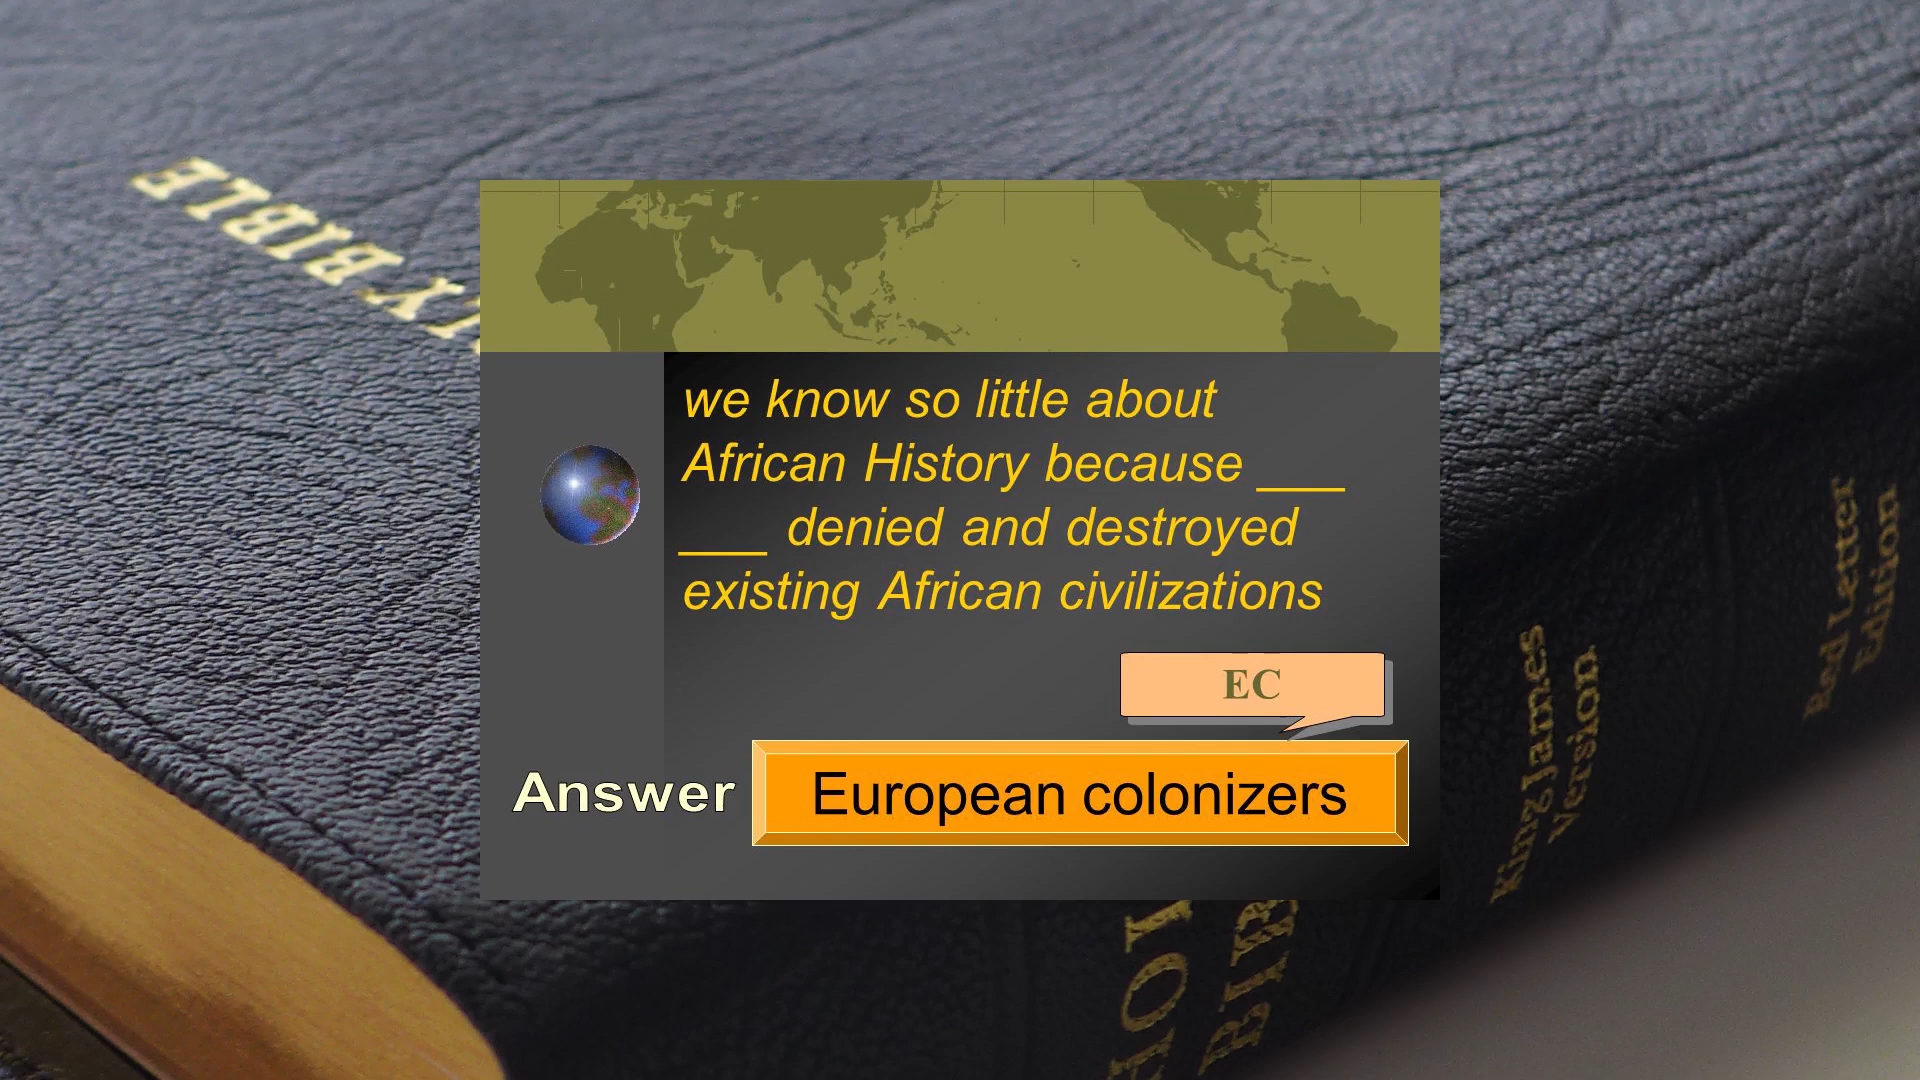 BIBLE
we know so little about
African History because ___
___ denied and destroyed
existing African civilizations
EC
Answer
European colonizers
King James
Version
Red Letter
Edition